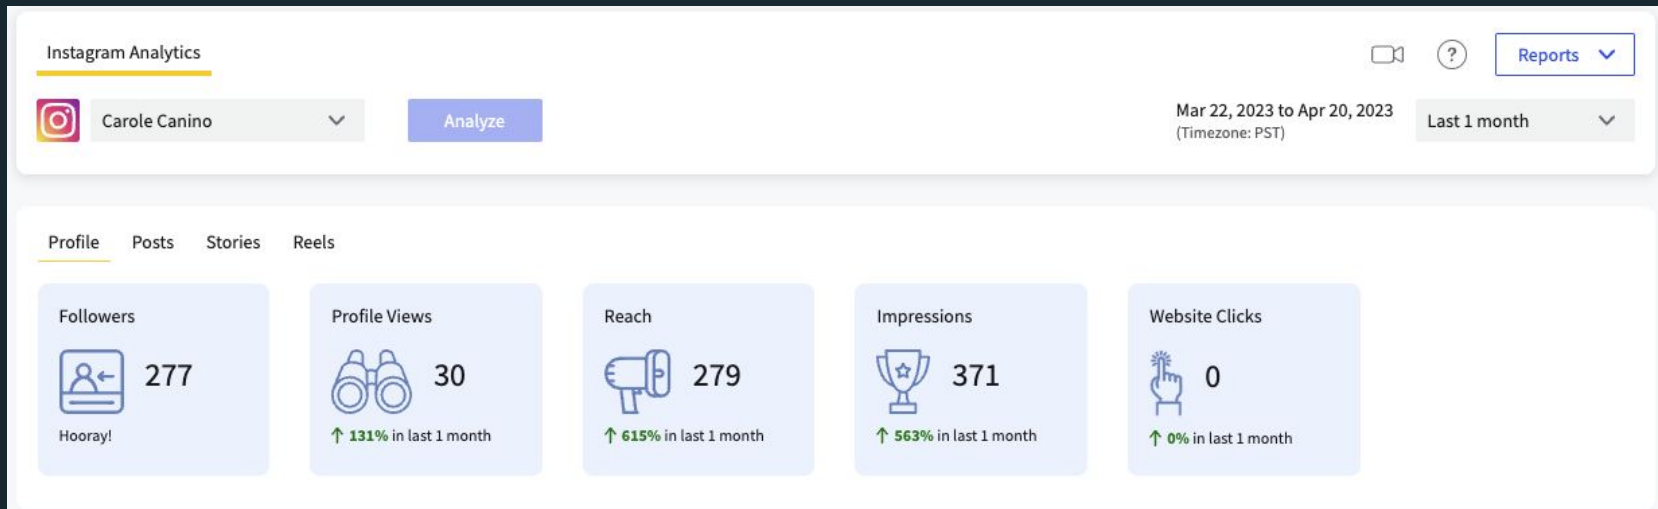 Instagram Analytics
?
Reports
Carole Canino
Analyze
Mar 22, 2023 to Apr 20, 2023
(Timezone: PST)
Last 1 month
Profile Posts Stories Reels
Followers
277
Hooray!
Profile Views
30
↑ 131% in last 1 month
Reach
279
↑ 615% in last 1 month
Impressions
371
↑ 563% in last 1 month
Website Clicks
0
↑ 0% in last 1 month